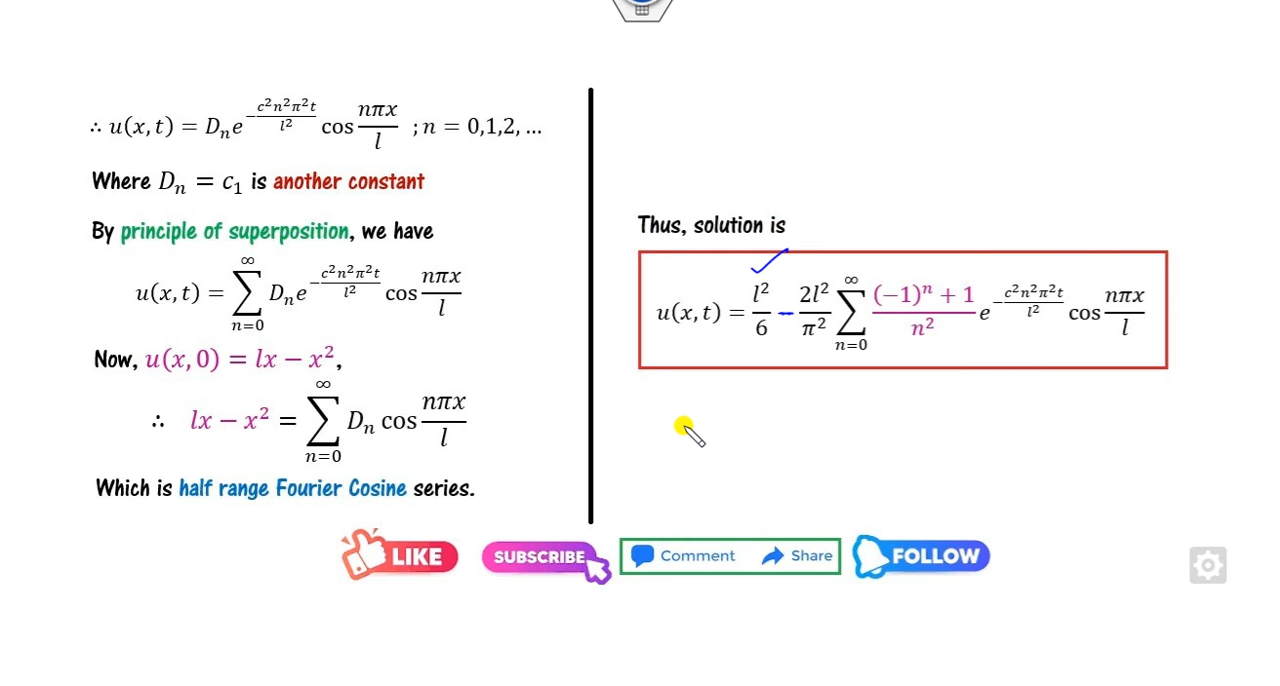 ∴ u(x, t) = Dₙe^(−c²n²π²t/l²) cos nπx/l ; n = 0,1,2, ...
Where Dₙ = c₁ is another constant
By principle of superposition, we have
u(x, t) = ∑_(n=0)^∞ Dₙe^(−c²n²π²t/l²) cos nπx/l
Now, u(x, 0) = lx − x²,
∴ lx − x² = ∑_(n=0)^∞ Dₙ cos nπx/l
Which is half range Fourier Cosine series.
Thus, solution is
u(x, t) = l²/6 − 2l²/π² ∑_(n=0)^∞ ((−1)ⁿ + 1)/n² e^(−c²n²π²t/l²) cos nπx/l
LIKE
SUBSCRIBE
Comment
Share
FOLLOW